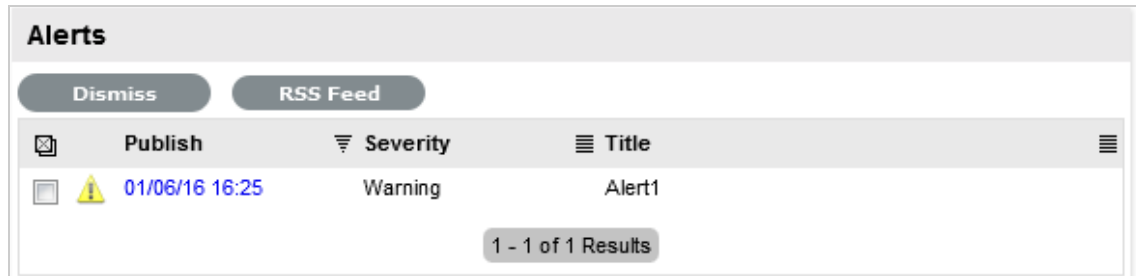 Alerts
Dismiss RSS Feed
Publish Severity Title
01/06/16 16:25 Warning Alert1
1 - 1 of 1 Results